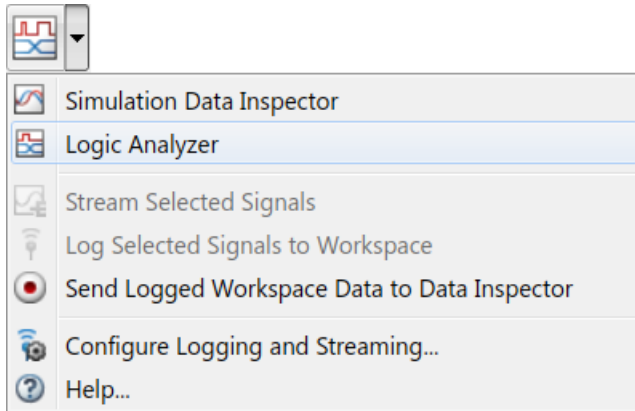 Simulation Data Inspector
Logic Analyzer
Stream Selected Signals
Log Selected Signals to Workspace
Send Logged Workspace Data to Data Inspector
Configure Logging and Streaming...
Help...